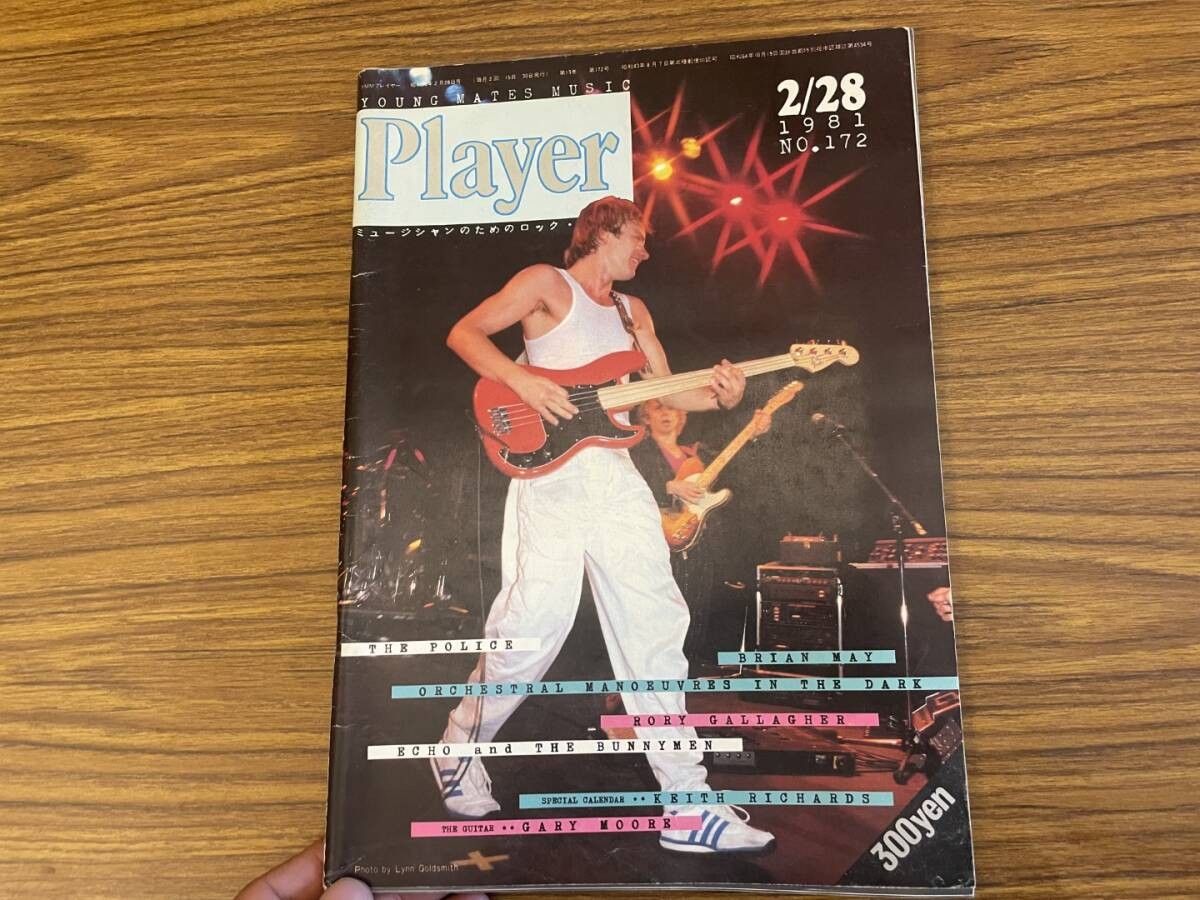 YOUNG MATES MUSIC
Player
ミュージシャンのためのロック・
2/28
1981
NO.172
THE POLICE
BRIAN MAY
ORCHESTRAL MANOEUVRES IN THE DARK
RORY GALLAGHER
ECHO and THE BUNNYMEN
SPECIAL CALENDAR •• KEITH RICHARDS
THE GUITAR •• GARY MOORE
300yen
Photo by Lynn Goldsmith